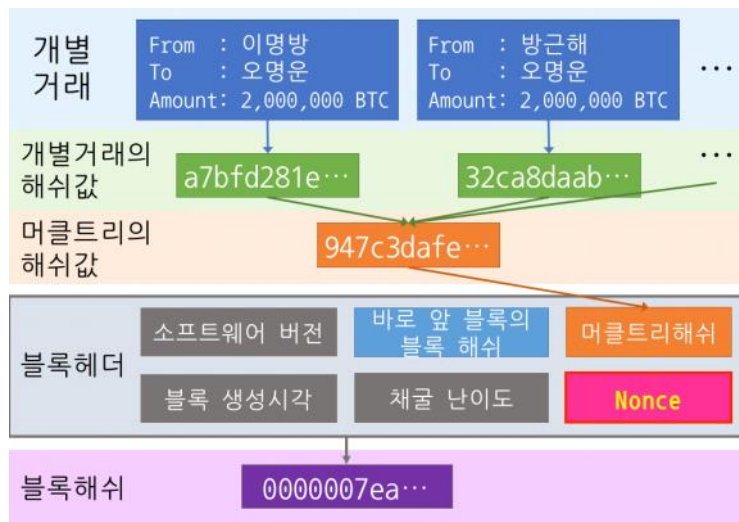 개별
거래
From : 이명방
To : 오명운
Amount: 2,000,000 BTC
From : 방근해
To : 오명운
Amount: 2,000,000 BTC
...
개별거래의
해쉬값
a7bfd281e...
32ca8daab...
...
머클트리의
해쉬값
947c3dafe...
블록헤더
소프트웨어 버전
바로 앞 블록의
블록 해쉬
머클트리해쉬
블록 생성시각
채굴 난이도
Nonce
블록해쉬
0000007ea...